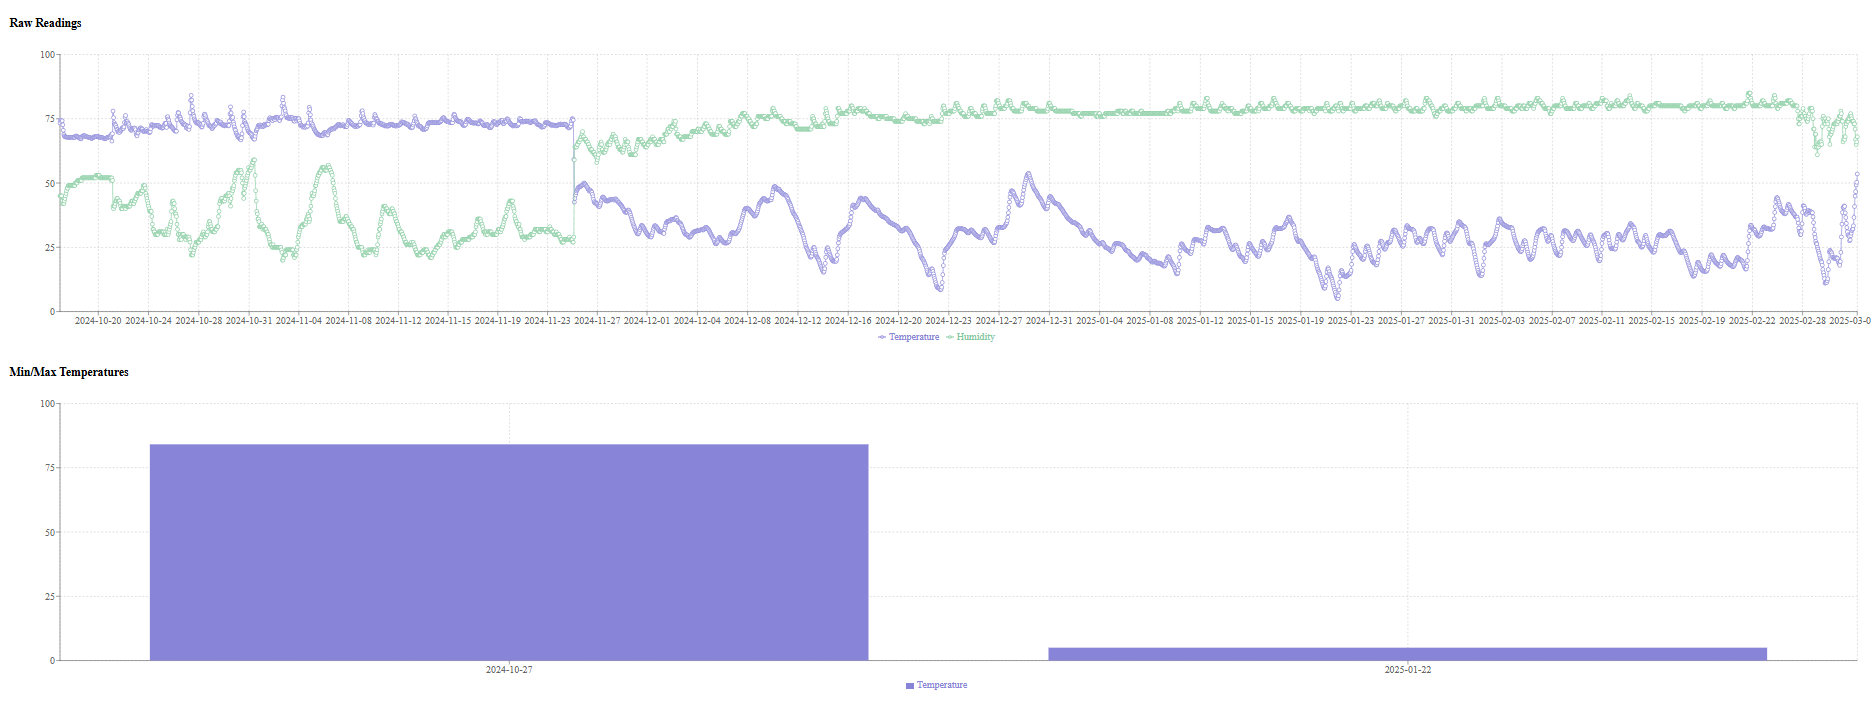 Raw Readings
100
75
50
25
0
2024-10-20 2024-10-24 2024-10-28 2024-10-31 2024-11-04 2024-11-08 2024-11-12 2024-11-15 2024-11-19 2024-11-23 2024-11-27 2024-12-01 2024-12-04 2024-12-08 2024-12-12 2024-12-16 2024-12-20 2024-12-23 2024-12-27 2024-12-31 2025-01-04 2025-01-08 2025-01-12 2025-01-15 2025-01-19 2025-01-23 2025-01-27 2025-01-31 2025-02-03 2025-02-07 2025-02-11 2025-02-15 2025-02-19 2025-02-22 2025-02-28 2025-03-0
Temperature Humidity
Min/Max Temperatures
100
75
50
25
0
2024-10-27 2025-01-22
Temperature